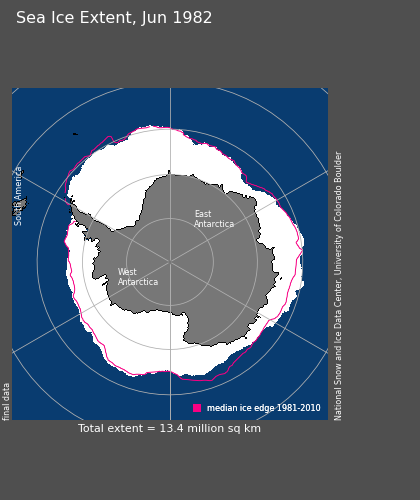 Sea Ice Extent, Jun 1982
South America
East
Antarctica
West
Antarctica
National Snow and Ice Data Center, University of Colorado Boulder
final data
median ice edge 1981-2010
Total extent = 13.4 million sq km